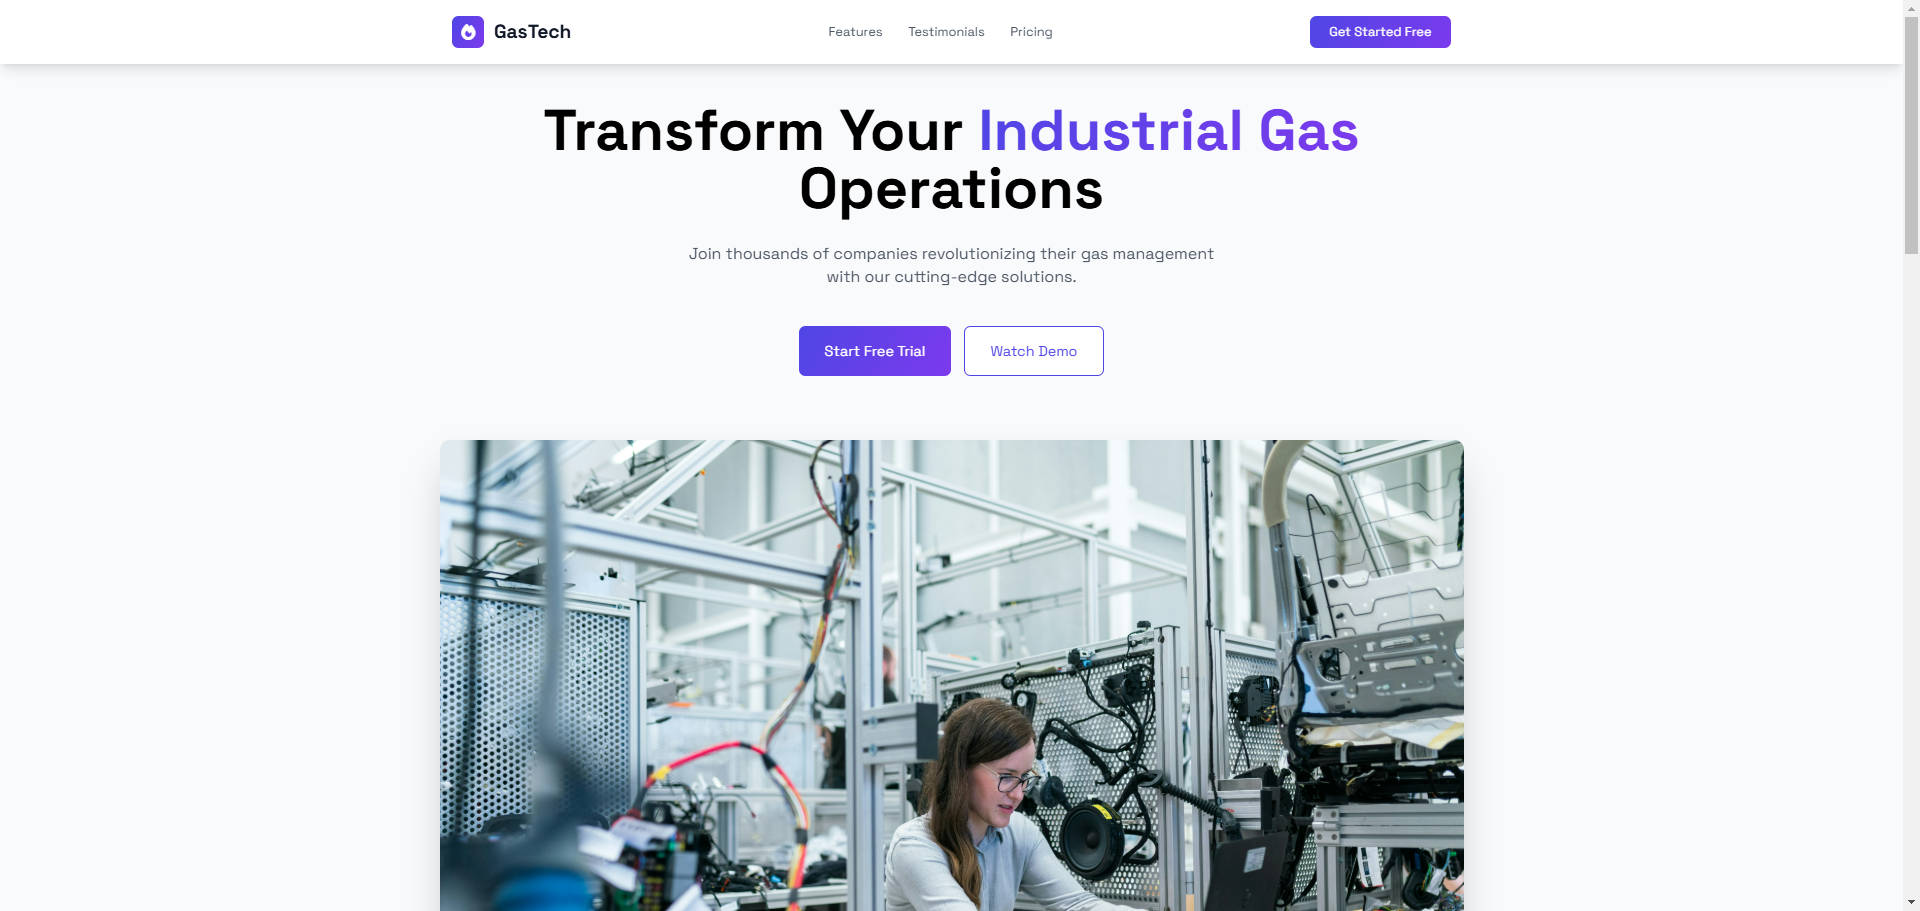 GasTech
Features
Testimonials
Pricing
Get Started Free
Transform Your Industrial Gas
Operations
Join thousands of companies revolutionizing their gas management
with our cutting-edge solutions.
Start Free Trial
Watch Demo